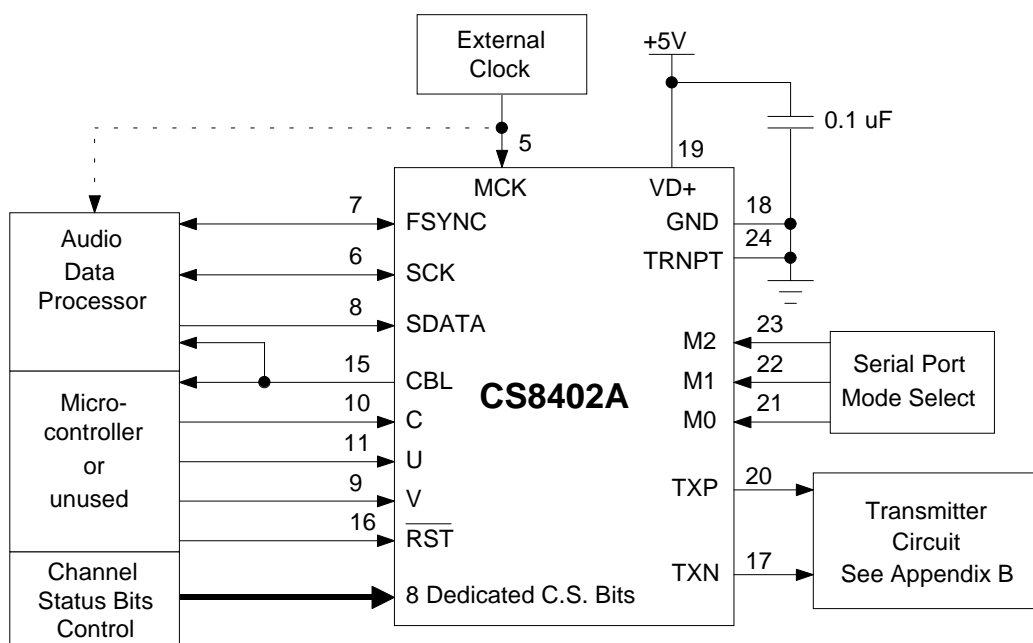 External
Clock
+5V
0.1 uF
5
19
MCK
VD+
7
FSYNC
GND
18
Audio
Data
Processor
6
SCK
TRNPT
24
8
SDATA
M2
23
15
CBL
M1
22
Serial Port
Mode Select
CS8402A
Micro-
controller
or
unused
10
C
M0
21
11
U
9
V
TXP
20
16
RST
Transmitter
Circuit
See Appendix B
TXN
17
Channel
Status Bits
Control
8 Dedicated C.S. Bits